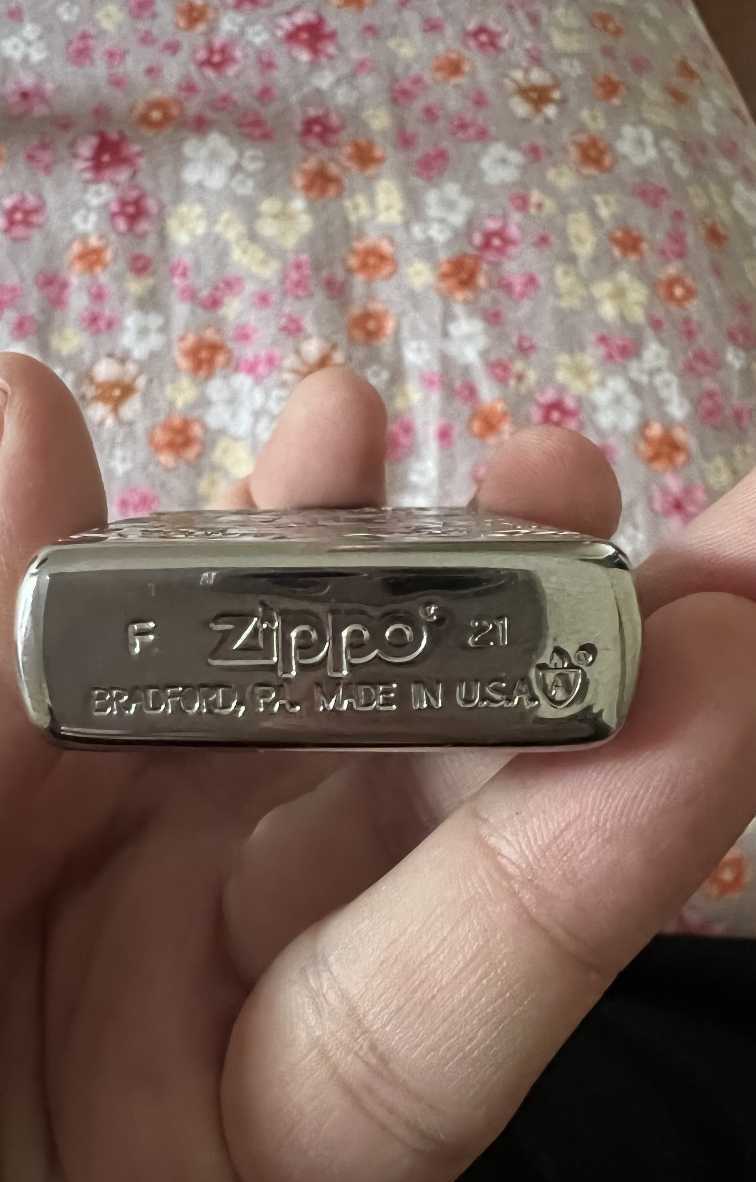 F Zippo® 21
BRADFORD, PA. MADE IN U.S.A.
A